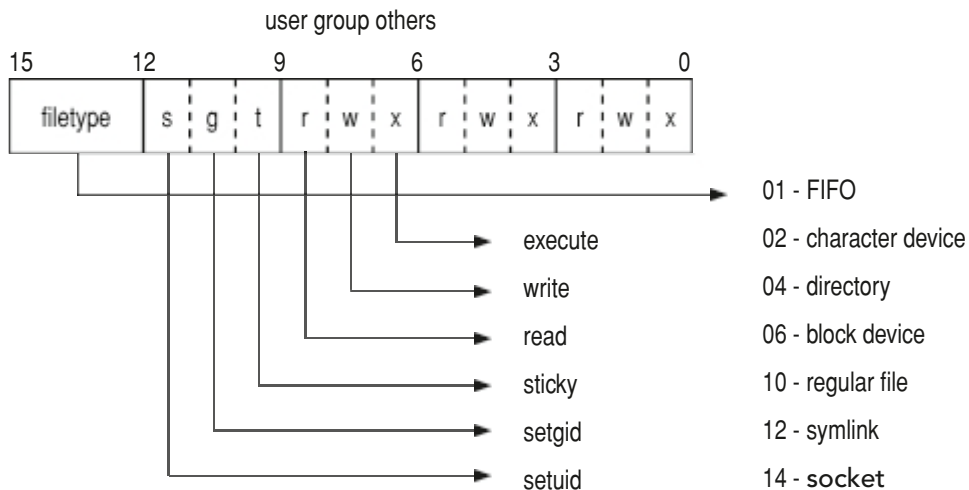 user group others
15 12 9 6 3 0
filetype s g t r w x r w x r w x
01 - FIFO
execute 02 - character device
write 04 - directory
read 06 - block device
sticky 10 - regular file
setgid 12 - symlink
setuid 14 - socket